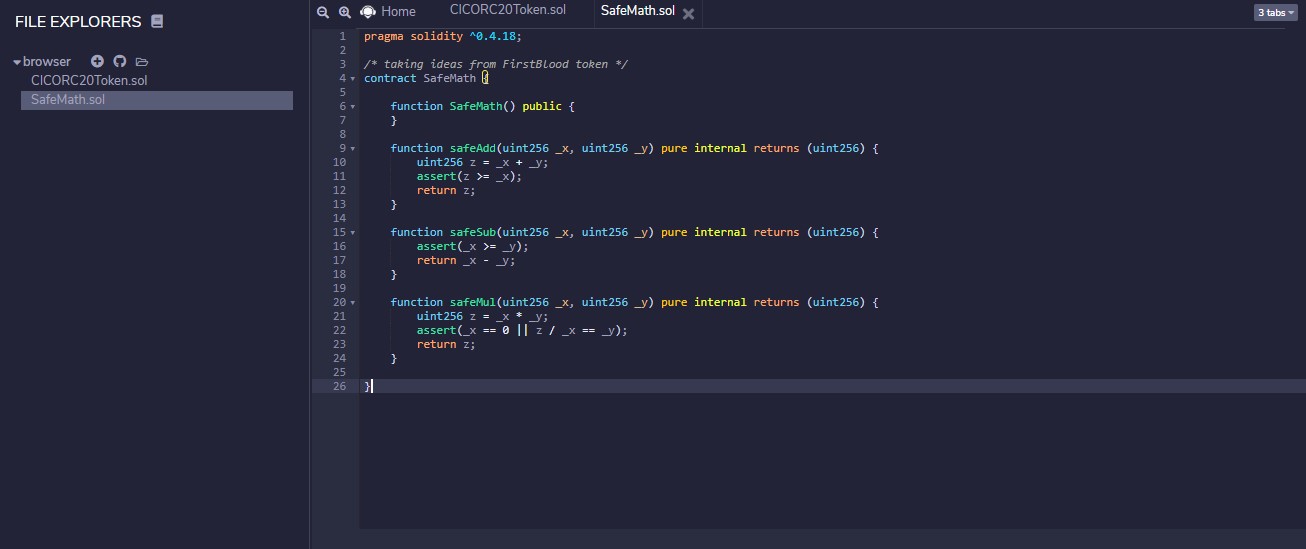 FILE EXPLORERS
browser
CICORC20Token.sol
SafeMath.sol
Home
CICORC20Token.sol
SafeMath.sol
3 tabs
1 pragma solidity ^0.4.18;
2
3 /* taking ideas from FirstBlood token */
4 contract SafeMath {
5
6     function SafeMath() public {
7     }
8
9     function safeAdd(uint256 _x, uint256 _y) pure internal returns (uint256) {
10         uint256 z = _x + _y;
11         assert(z >= _x);
12         return z;
13     }
14
15     function safeSub(uint256 _x, uint256 _y) pure internal returns (uint256) {
16         assert(_x >= _y);
17         return _x - _y;
18     }
19
20     function safeMul(uint256 _x, uint256 _y) pure internal returns (uint256) {
21         uint256 z = _x * _y;
22         assert(_x == 0 || z / _x == _y);
23         return z;
24     }
25
26 }